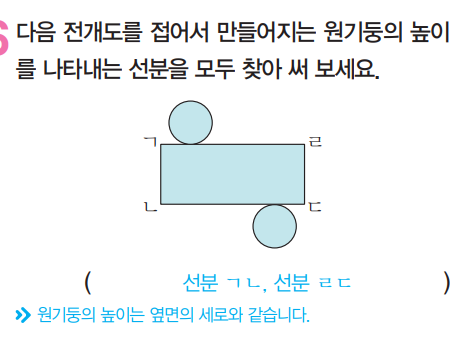 6 다음 전개도를 접어서 만들어지는 원기둥의 높이
를 나타내는 선분을 모두 찾아 써 보세요.
ㄱ ㄹ
ㄴ ㄷ
( 선분 ㄱㄴ, 선분 ㄹㄷ )
» 원기둥의 높이는 옆면의 세로와 같습니다.